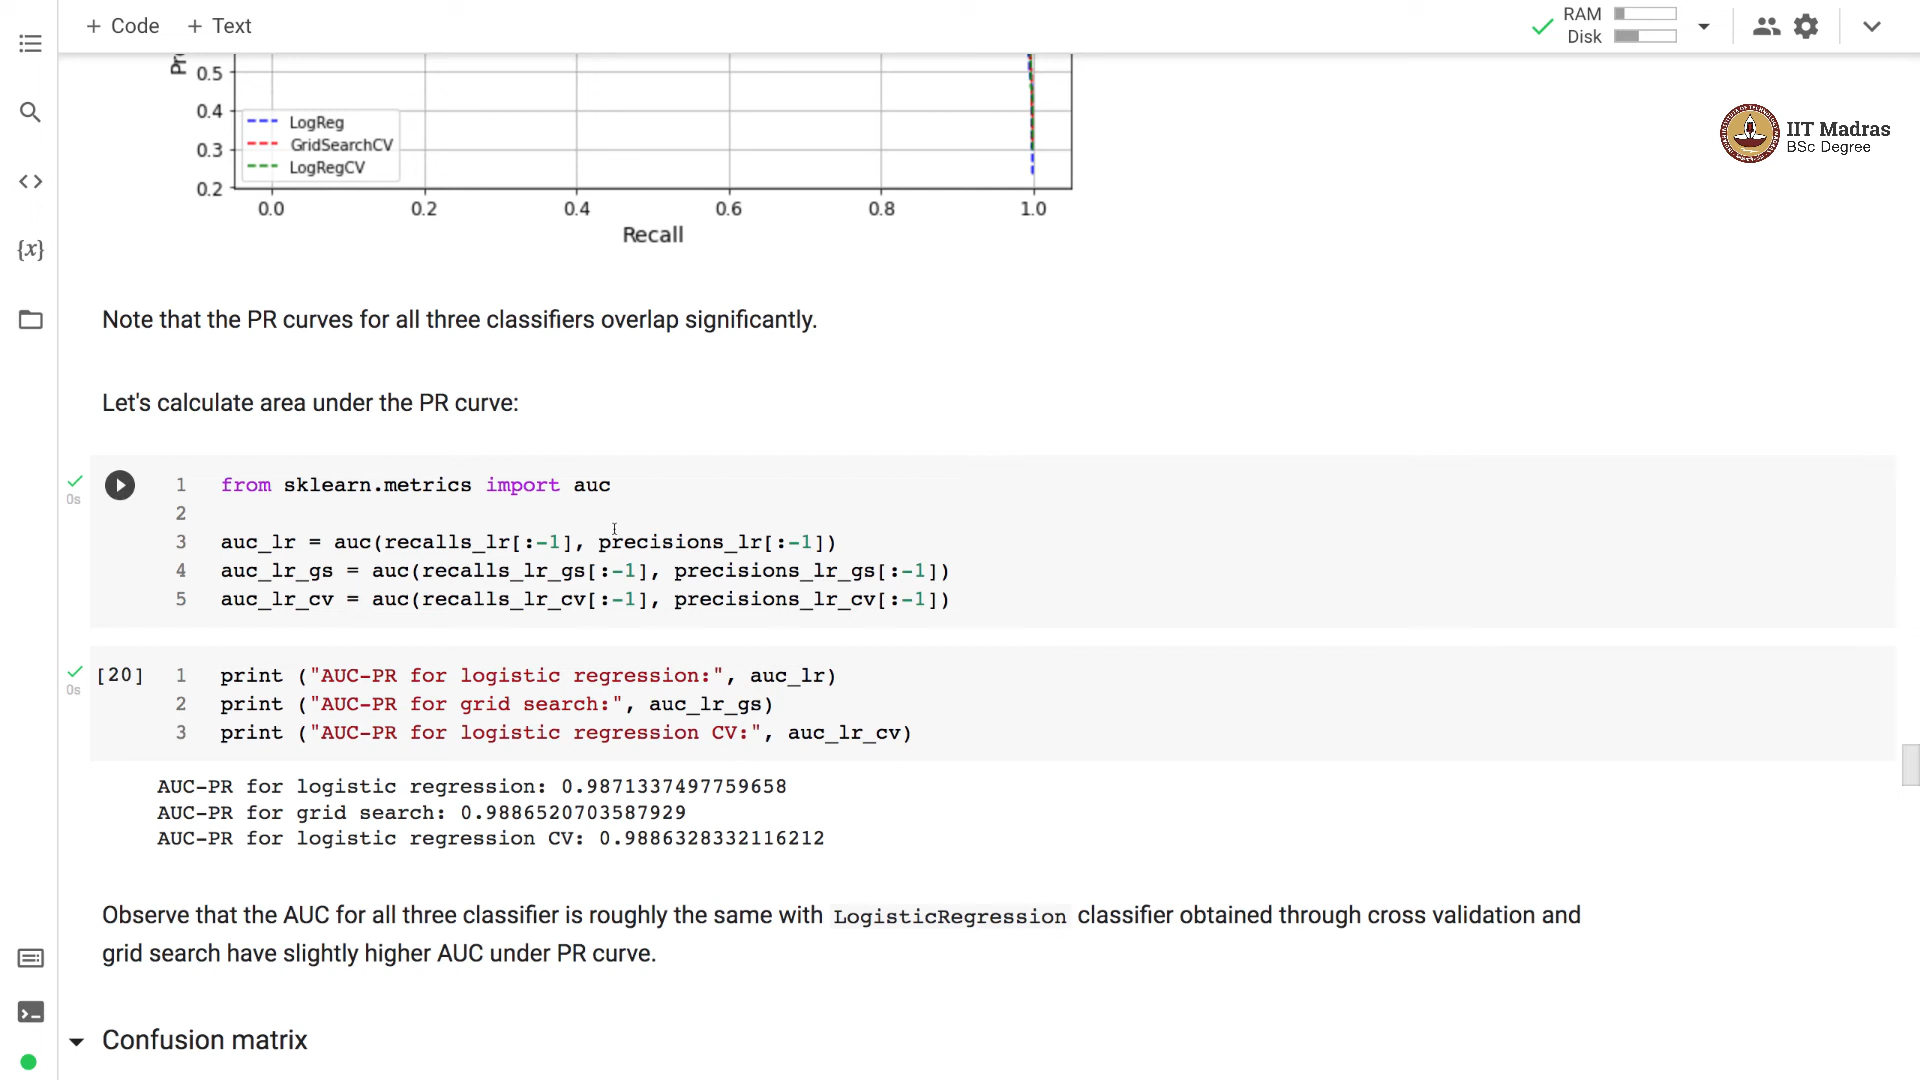 + Code + Text
RAM
Disk
IIT Madras
BSc Degree
Pr
0.5
0.4
0.3
0.2
LogReg
GridSearchCV
LogRegCV
0.0 0.2 0.4 0.6 0.8 1.0
Recall
{x}
Note that the PR curves for all three classifiers overlap significantly.
Let's calculate area under the PR curve:
0s
1 from sklearn.metrics import auc
2
3 auc_lr = auc(recalls_lr[:-1], precisions_lr[:-1])
4 auc_lr_gs = auc(recalls_lr_gs[:-1], precisions_lr_gs[:-1])
5 auc_lr_cv = auc(recalls_lr_cv[:-1], precisions_lr_cv[:-1])
0s
[20] 1 print ("AUC-PR for logistic regression:", auc_lr)
2 print ("AUC-PR for grid search:", auc_lr_gs)
3 print ("AUC-PR for logistic regression CV:", auc_lr_cv)
AUC-PR for logistic regression: 0.9871337497759658
AUC-PR for grid search: 0.9886520703587929
AUC-PR for logistic regression CV: 0.9886328332116212
Observe that the AUC for all three classifier is roughly the same with LogisticRegression classifier obtained through cross validation and
grid search have slightly higher AUC under PR curve.
Confusion matrix